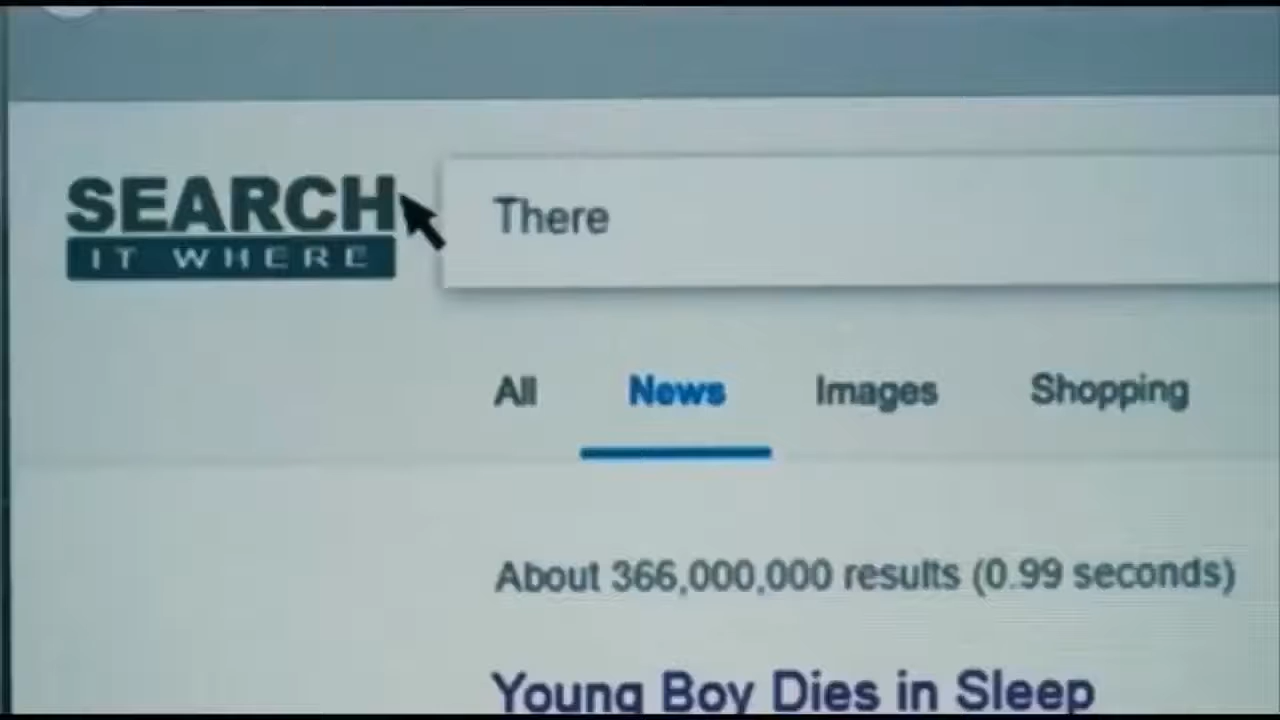 SEARCH
IT WHERE
There
All News Images Shopping
About 366,000,000 results (0.99 seconds)
Young Boy Dies in Sleep